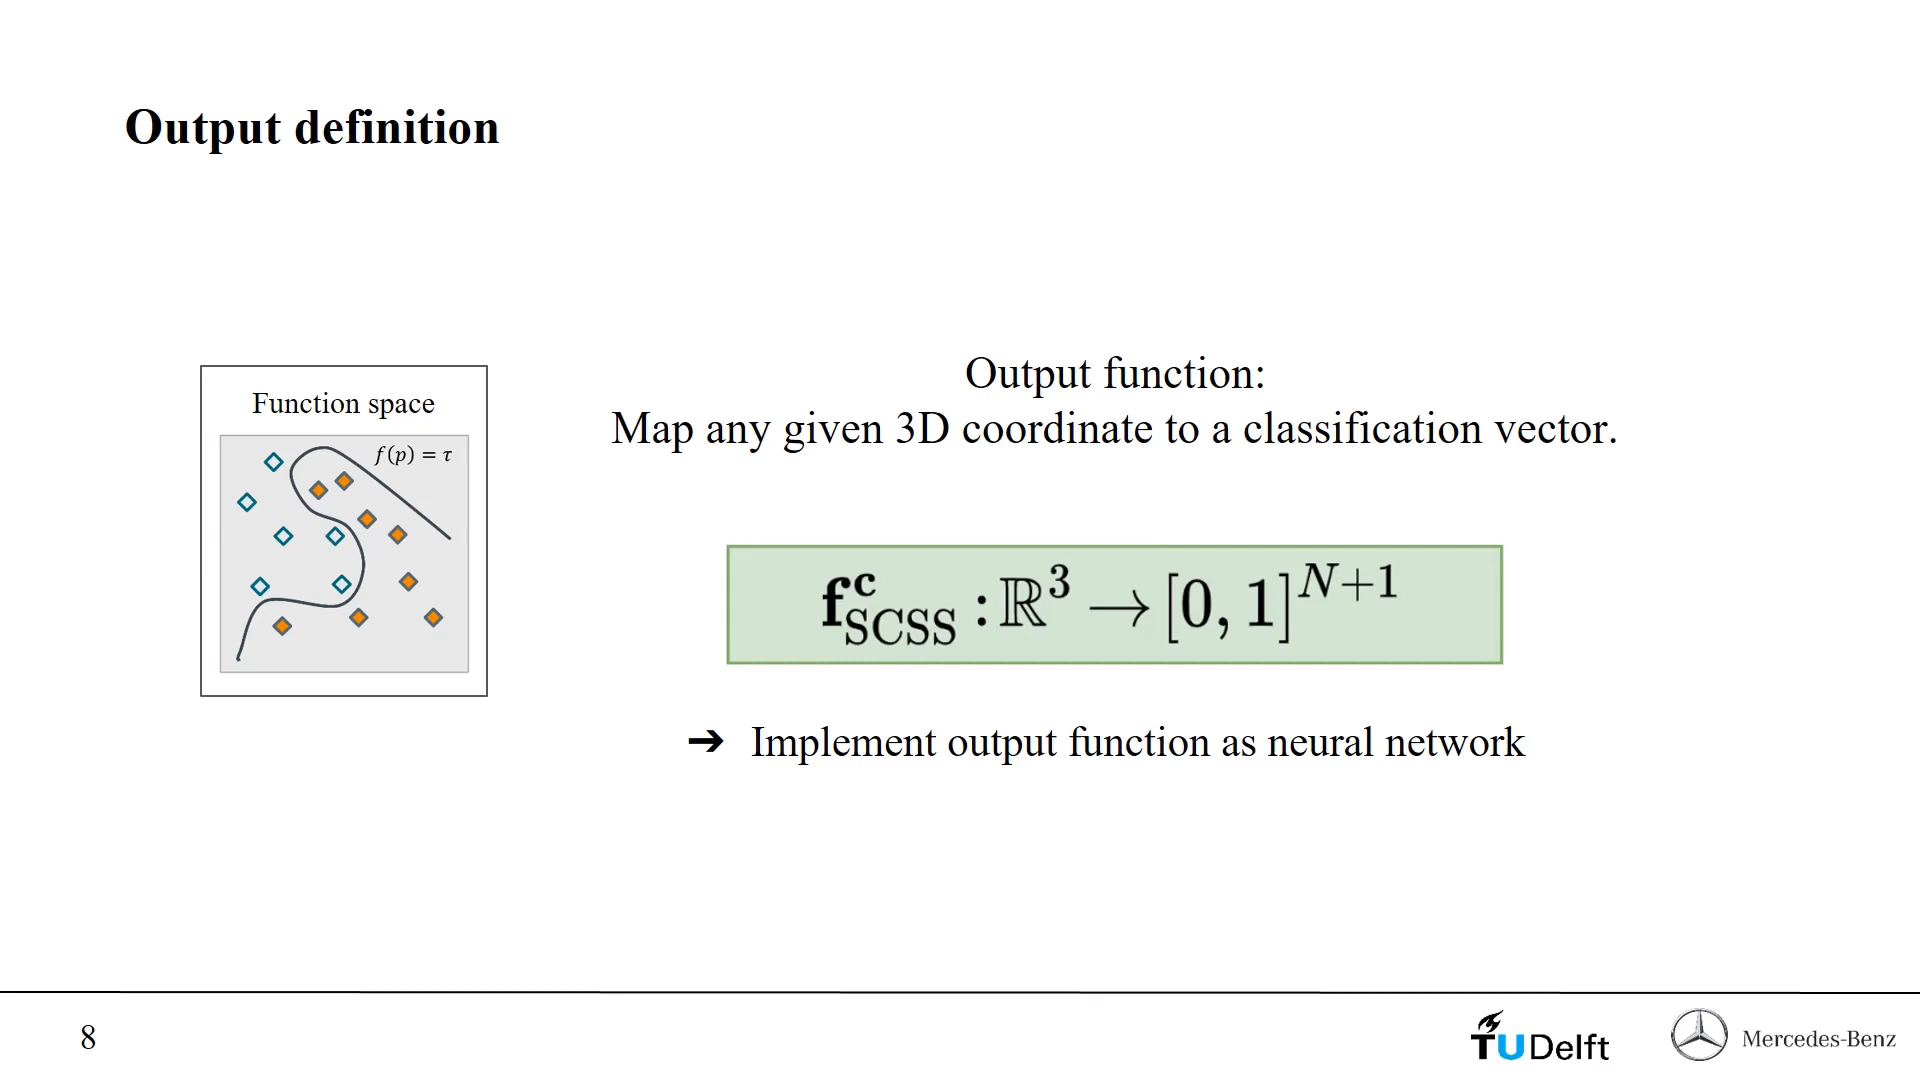 Output definition
Function space
f(p) = τ
Output function:
Map any given 3D coordinate to a classification vector.
f^c_SCSS : ℝ^3 → [0, 1]^{N+1}
➔ Implement output function as neural network
8
TUDelft
Mercedes-Benz